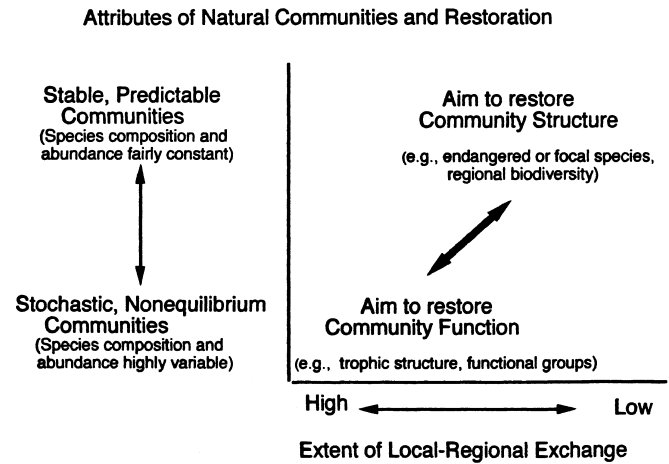 Attributes of Natural Communities and Restoration
Stable, Predictable
Communities
(Species composition and
abundance fairly constant)
Stochastic, Nonequilibrium
Communities
(Species composition and
abundance highly variable)
Aim to restore
Community Structure
(e.g., endangered or focal species,
regional biodiversity)
Aim to restore
Community Function
(e.g., trophic structure, functional groups)
High
Low
Extent of Local-Regional Exchange